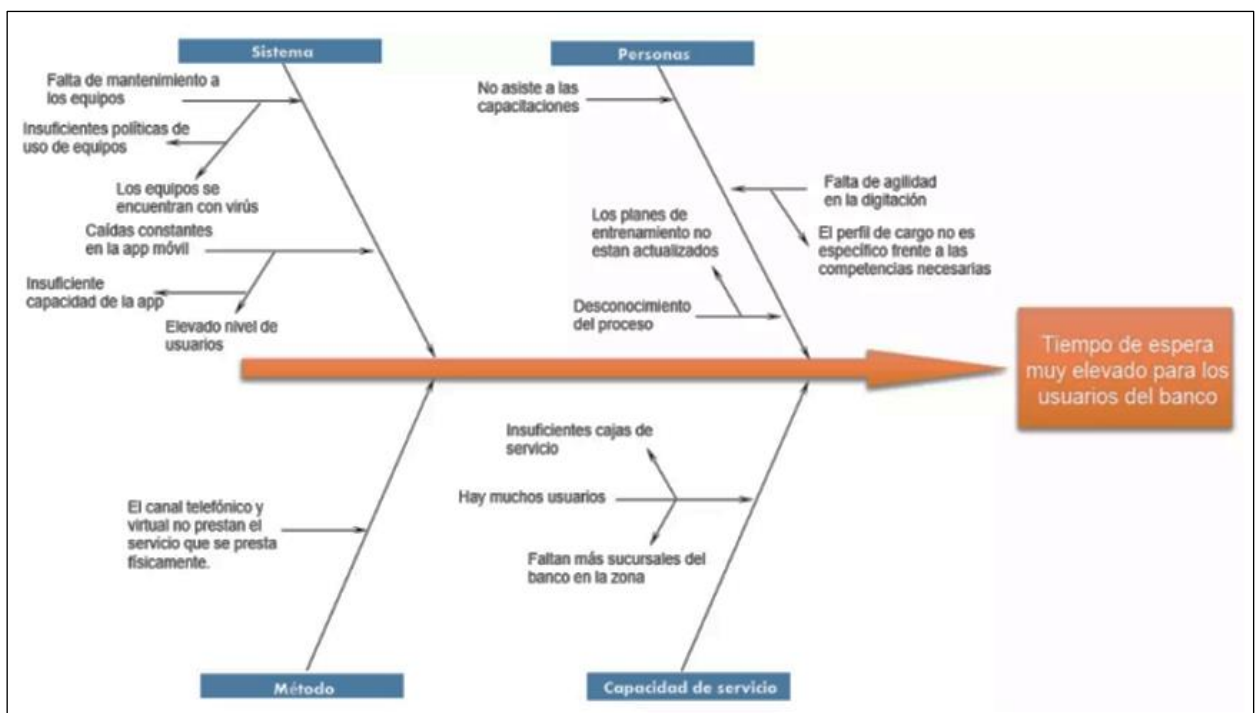 Sistema
Falta de mantenimiento a
los equipos
Insuficientes políticas de
uso de equipos
Los equipos se
encuentran con virús
Caídas constantes
en la app móvil
Insuficiente
capacidad de la app
Elevado nivel de
usuarios
Personas
No asiste a las
capacitaciones
Falta de agilidad
en la digitación
El perfil de cargo no es
específico frente a las
competencias necesarias
Los planes de
entrenamiento no
estan actualizados
Desconocimiento
del proceso
Tiempo de espera
muy elevado para los
usuarios del banco
El canal telefónico y
virtual no prestan el
servicio que se presta
físicamente.
Método
Insuficientes cajas de
servicio
Hay muchos usuarios
Faltan más sucursales del
banco en la zona
Capacidad de servicio